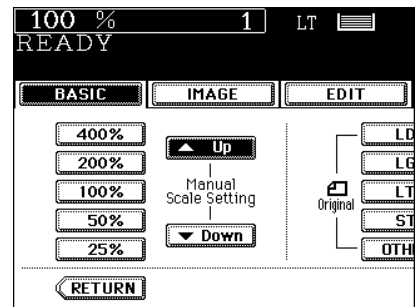 100 % 1 LT
READY
BASIC IMAGE EDIT
400%
200%
100%
50%
25%
Up
Manual
Scale Setting
Down
Original
LD
LG
LT
ST
OTH
RETURN